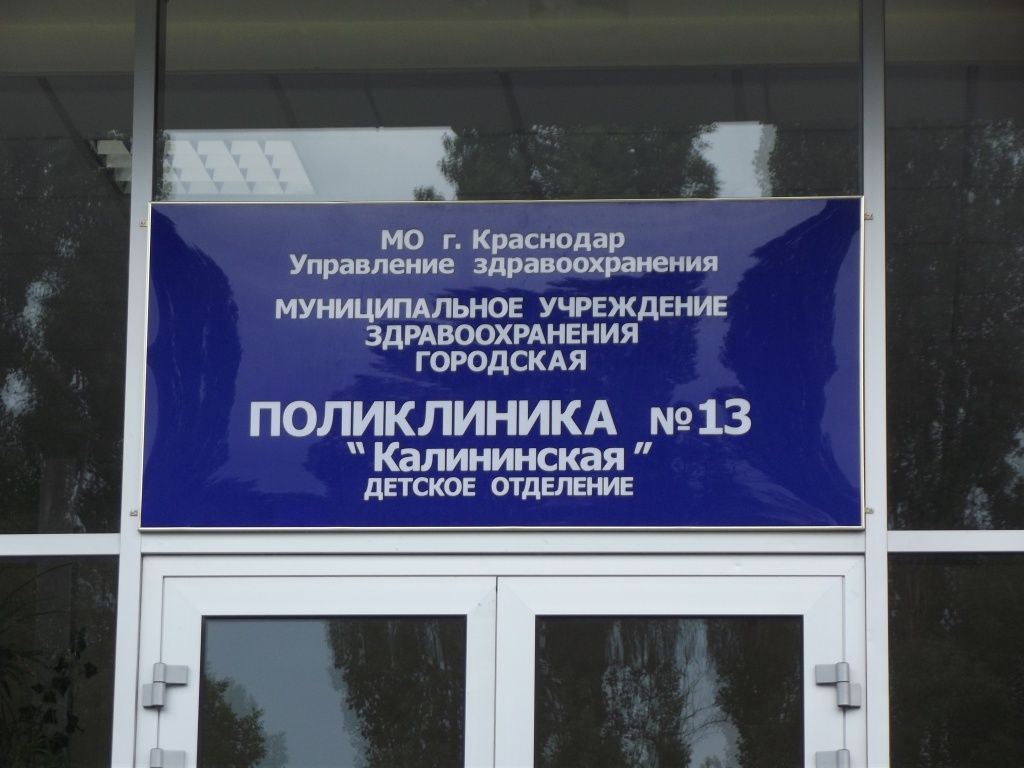 МО г. Краснодар
Управление здравоохранения
МУНИЦИПАЛЬНОЕ УЧРЕЖДЕНИЕ
ЗДРАВООХРАНЕНИЯ
ГОРОДСКАЯ
ПОЛИКЛИНИКА №13
“Калининская”
ДЕТСКОЕ ОТДЕЛЕНИЕ